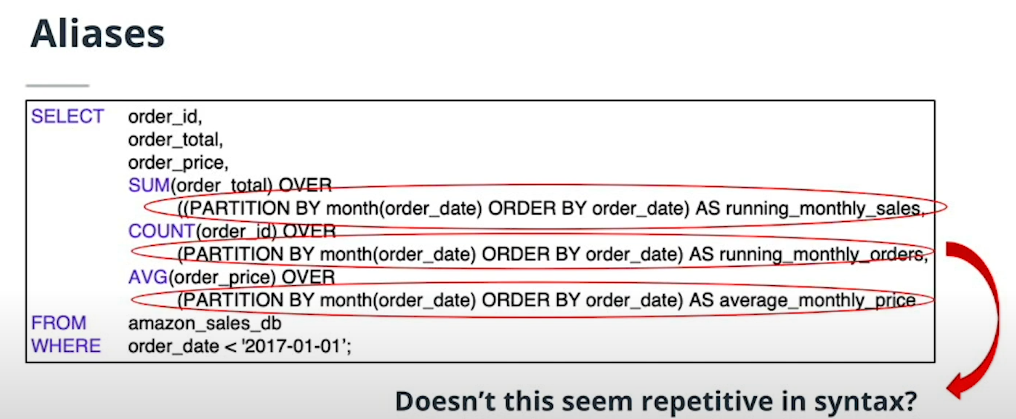 Aliases
SELECT order_id,
order_total,
order_price,
SUM(order_total) OVER
((PARTITION BY month(order_date) ORDER BY order_date) AS running_monthly_sales,
COUNT(order_id) OVER
(PARTITION BY month(order_date) ORDER BY order_date) AS running_monthly_orders,
AVG(order_price) OVER
(PARTITION BY month(order_date) ORDER BY order_date) AS average_monthly_price
FROM amazon_sales_db
WHERE order_date < '2017-01-01’;
Doesn’t this seem repetitive in syntax?